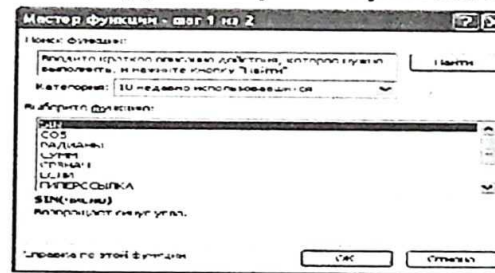 Мастер функций - шаг 1 из 2
Поиск функции:
Введите краткое описание действия, которое нужно
выполнить, и нажмите кнопку "Найти"
Найти
Категория: 10 недавно использовавшихся
Выберите функцию:
SIN
COS
РАДИАНЫ
СУММ
СРЗНАЧ
ЕСЛИ
ГИПЕРССЫЛКА
SIN(число)
Возвращает синус угла.
Справка по этой функции
ОК
Отмена